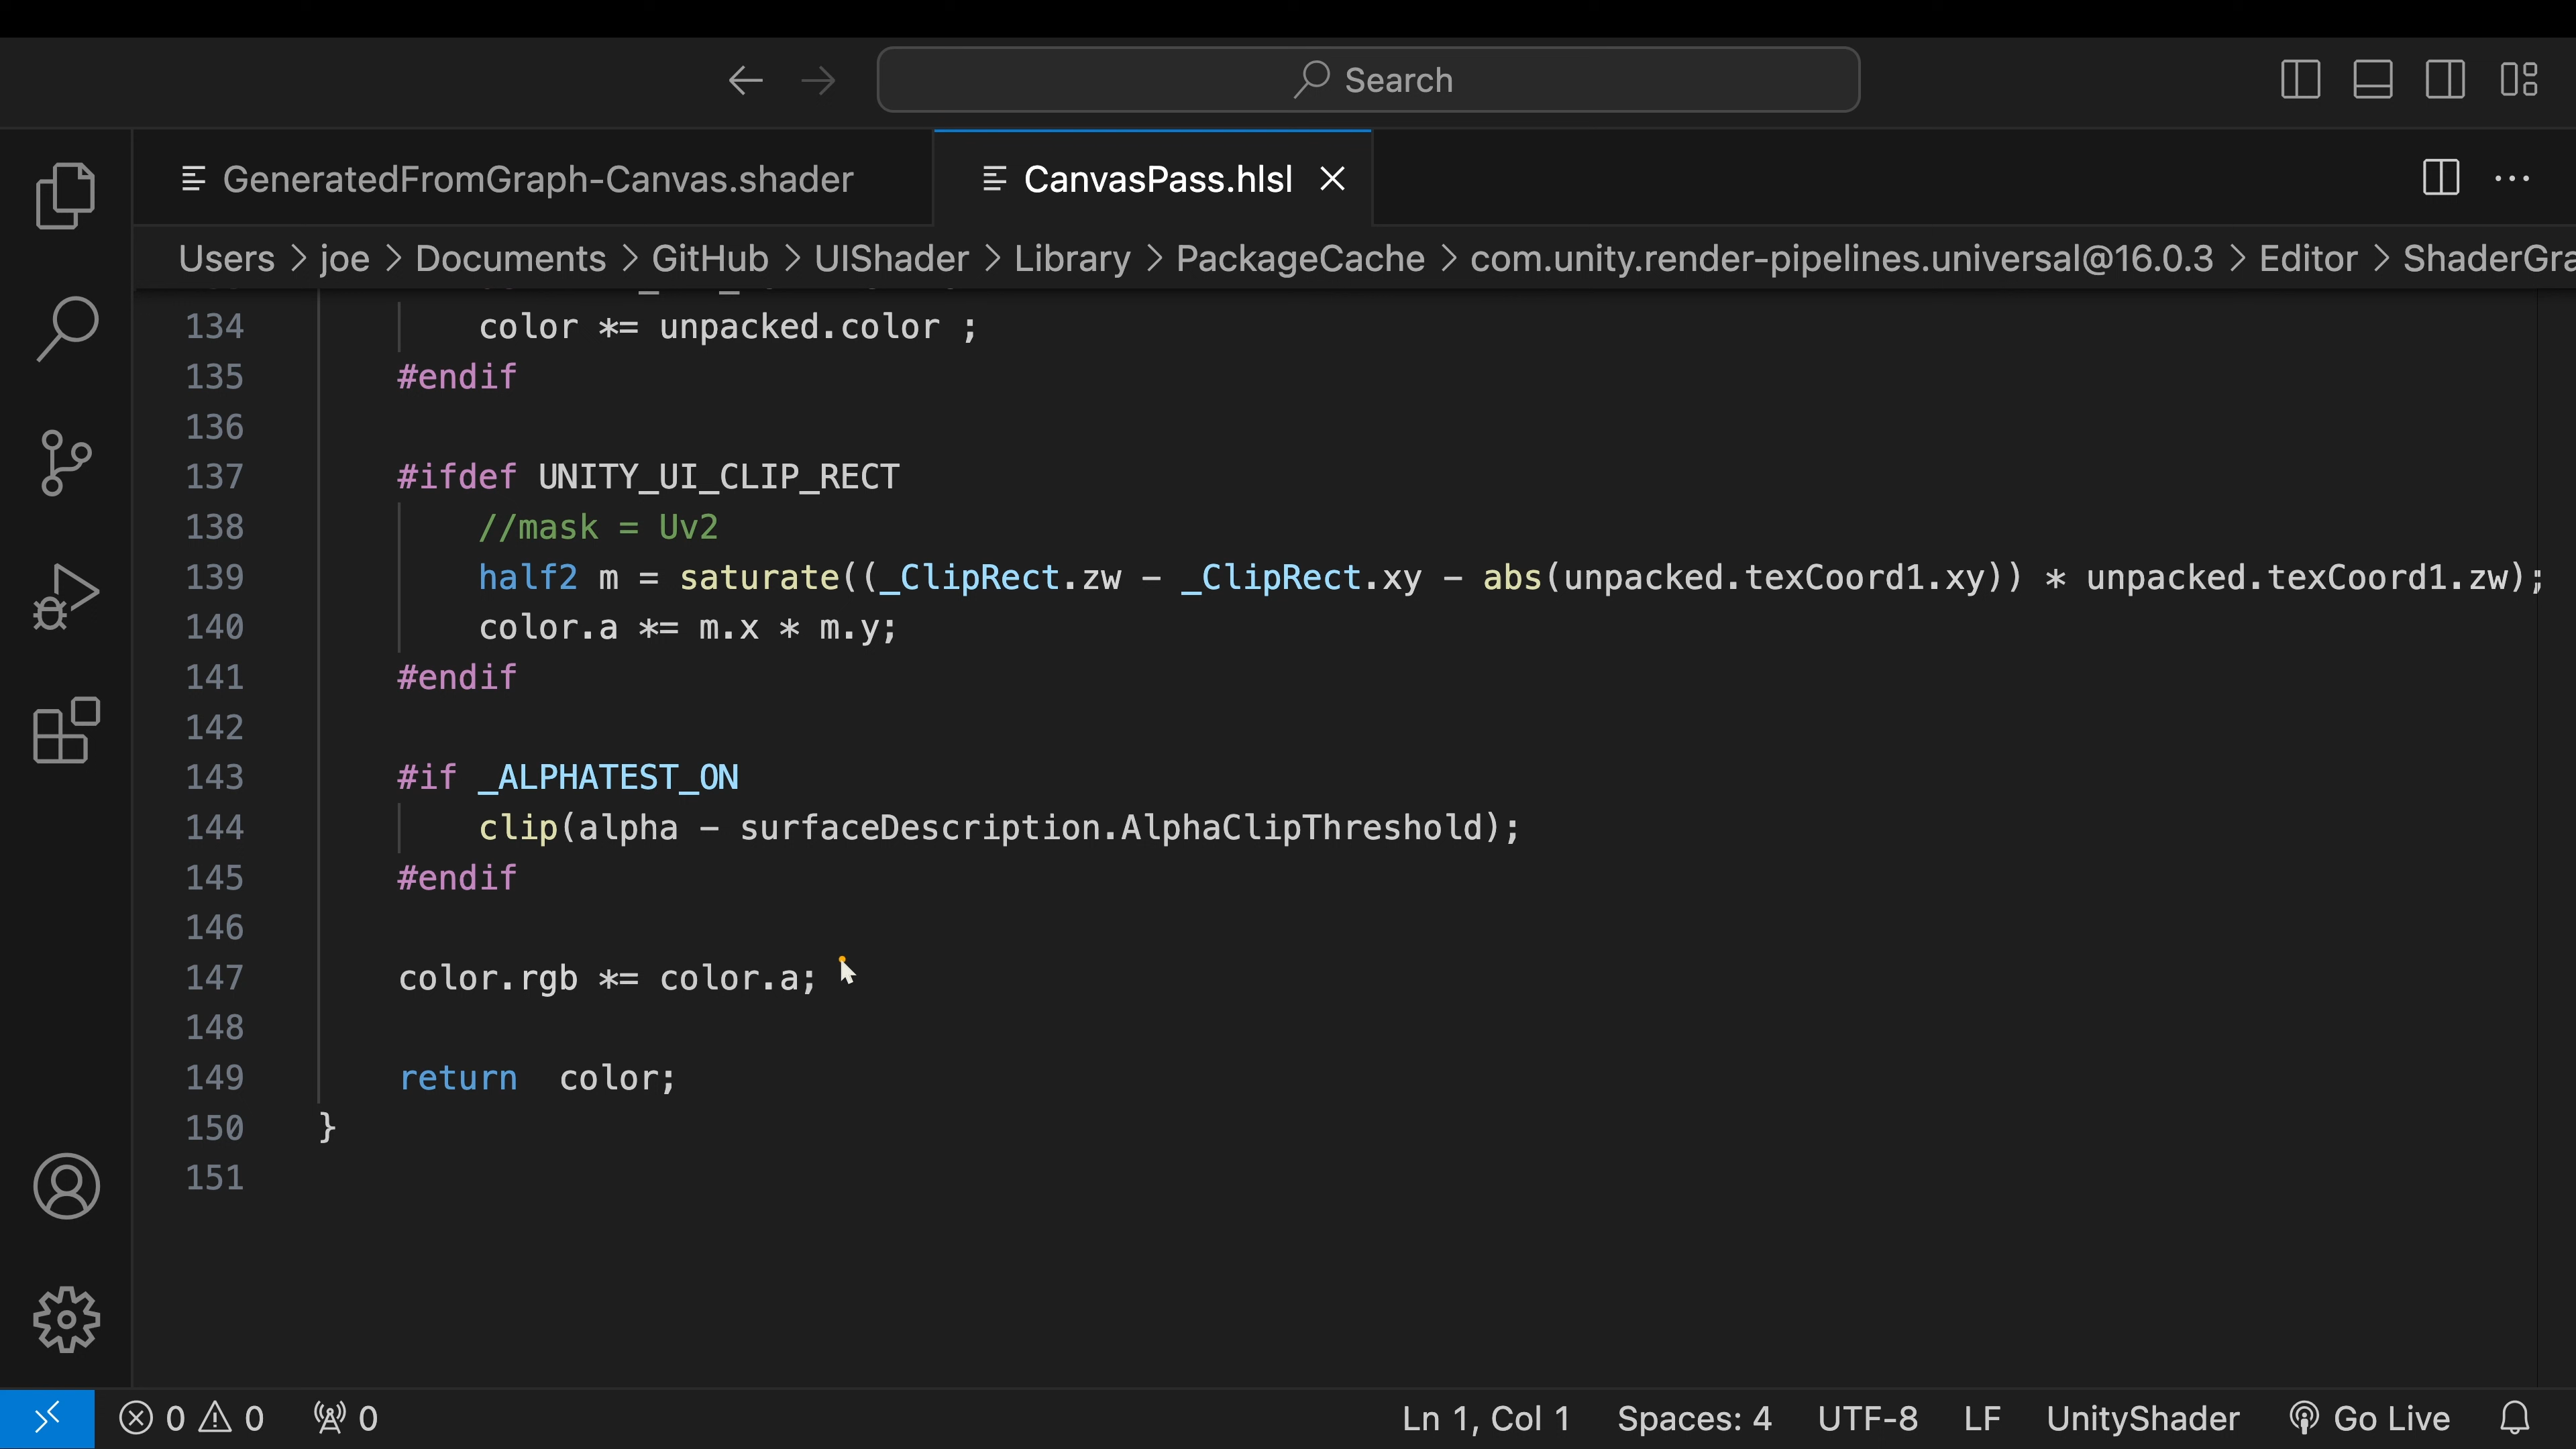 Search
GeneratedFromGraph-Canvas.shader
CanvasPass.hlsl
Users > joe > Documents > GitHub > UIShader > Library > PackageCache > com.unity.render-pipelines.universal@16.0.3 > Editor > ShaderGra
134 color *= unpacked.color ;
135 #endif
136
137 #ifdef UNITY_UI_CLIP_RECT
138 //mask = Uv2
139 half2 m = saturate((_ClipRect.zw - _ClipRect.xy - abs(unpacked.texCoord1.xy)) * unpacked.texCoord1.zw);
140 color.a *= m.x * m.y;
141 #endif
142
143 #if _ALPHATEST_ON
144 clip(alpha - surfaceDescription.AlphaClipThreshold);
145 #endif
146
147 color.rgb *= color.a;
148
149 return  color;
150 }
151
0 0 0 Ln 1, Col 1 Spaces: 4 UTF-8 LF UnityShader Go Live